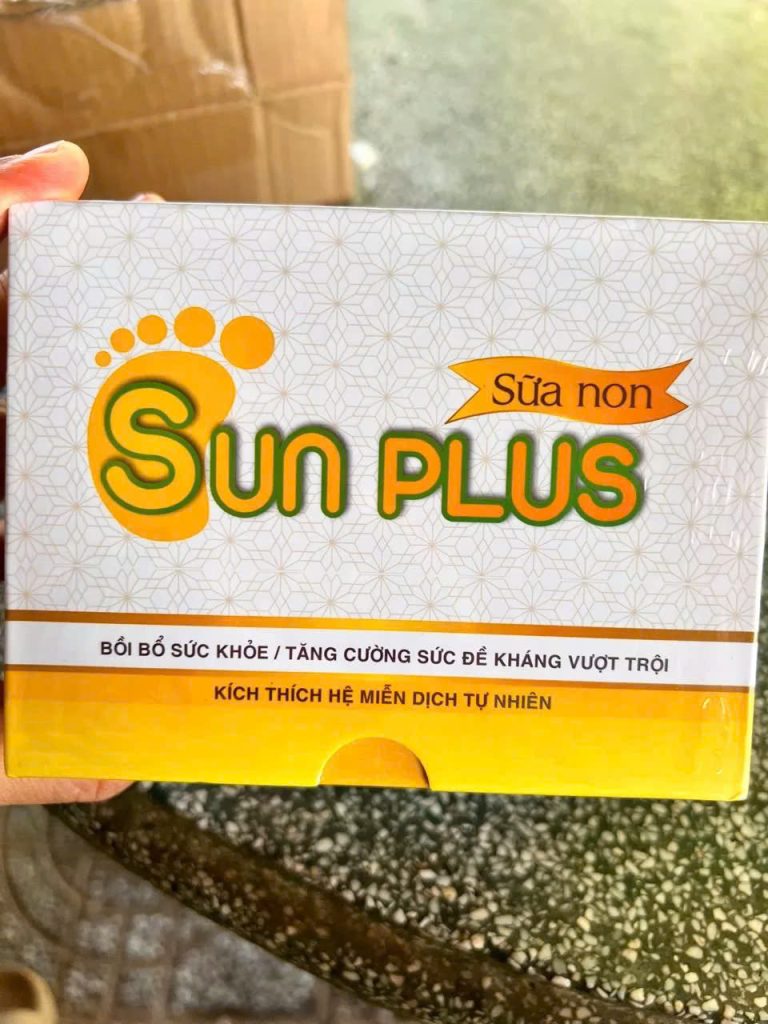 Sữa non
Sun PLUS
BỒI BỔ SỨC KHỎE / TĂNG CƯỜNG SỨC ĐỀ KHÁNG VƯỢT TRỘI
KÍCH THÍCH HỆ MIỄN DỊCH TỰ NHIÊN